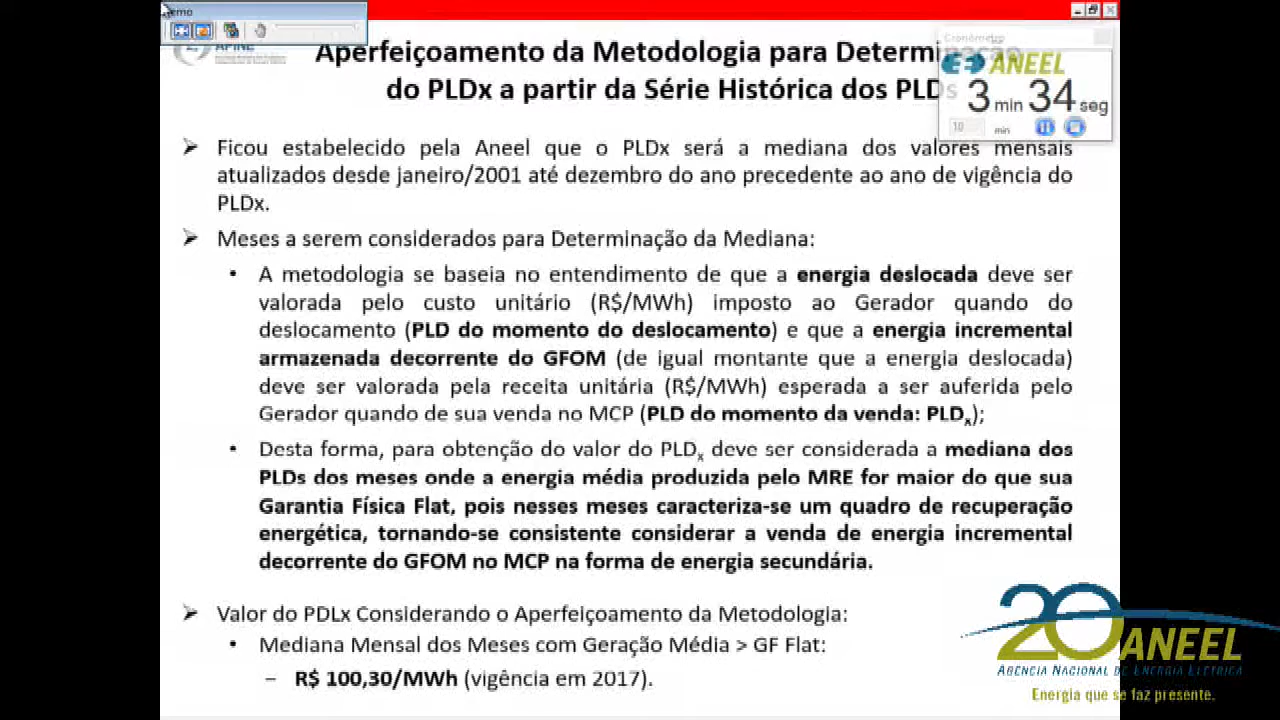 emo
APINE
Aperfeiçoamento da Metodologia para Determinação
do PLDx a partir da Série Histórica dos PLDs
Cronômetro
ANEEL
3 min 34 seg
10 min
Ficou estabelecido pela Aneel que o PLDx será a mediana dos valores mensais
atualizados desde janeiro/2001 até dezembro do ano precedente ao ano de vigência do
PLDx.
Meses a serem considerados para Determinação da Mediana:
• A metodologia se baseia no entendimento de que a energia deslocada deve ser
valorada pelo custo unitário (R$/MWh) imposto ao Gerador quando do
deslocamento (PLD do momento do deslocamento) e que a energia incremental
armazenada decorrente do GFOM (de igual montante que a energia deslocada)
deve ser valorada pela receita unitária (R$/MWh) esperada a ser auferida pelo
Gerador quando de sua venda no MCP (PLD do momento da venda: PLDx);
• Desta forma, para obtenção do valor do PLDx deve ser considerada a mediana dos
PLDs dos meses onde a energia média produzida pelo MRE for maior do que sua
Garantia Física Flat, pois nesses meses caracteriza-se um quadro de recuperação
energética, tornando-se consistente considerar a venda de energia incremental
decorrente do GFOM no MCP na forma de energia secundária.
Valor do PDLx Considerando o Aperfeiçoamento da Metodologia:
• Mediana Mensal dos Meses com Geração Média > GF Flat:
– R$ 100,30/MWh (vigência em 2017).
20 ANEEL
AGÊNCIA NACIONAL DE ENERGIA ELÉTRICA
Energia que se faz presente.